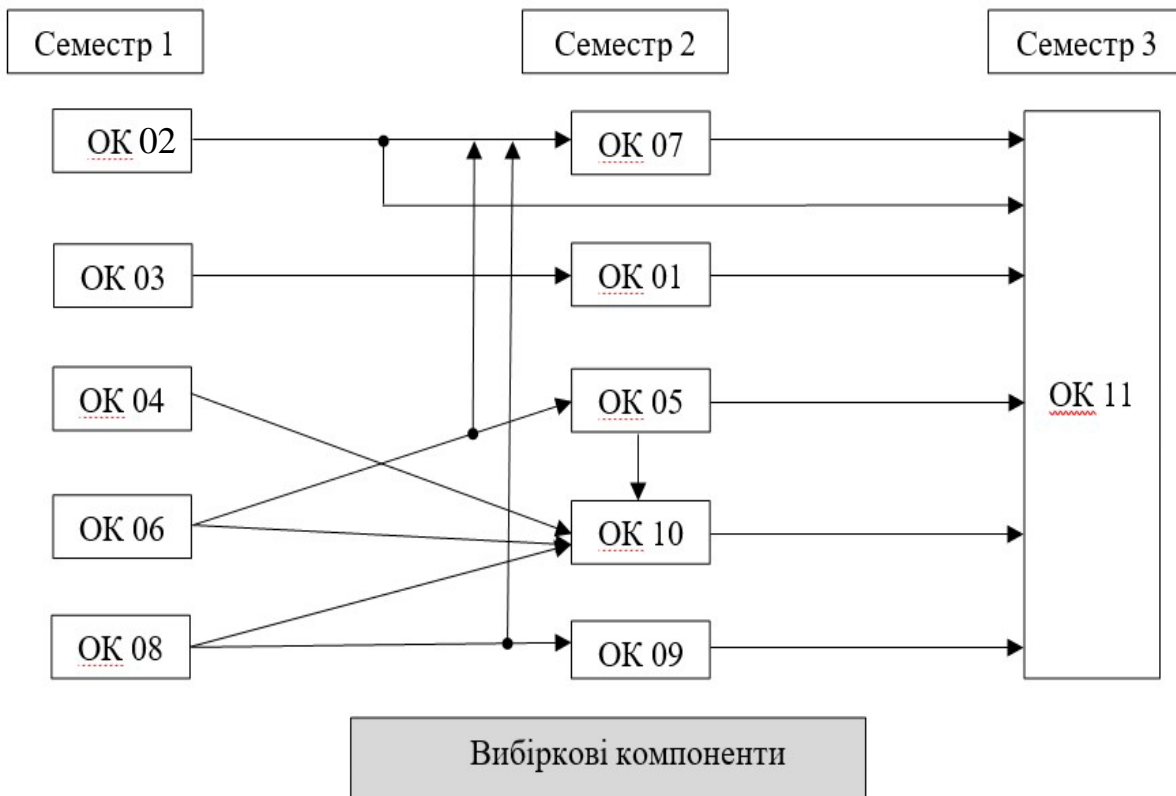 Семестр 1
Семестр 2
Семестр 3
ОК 02
ОК 07
ОК 03
ОК 01
ОК 04
ОК 05
ОК 11
ОК 06
ОК 10
ОК 08
ОК 09
Вибіркові компоненти